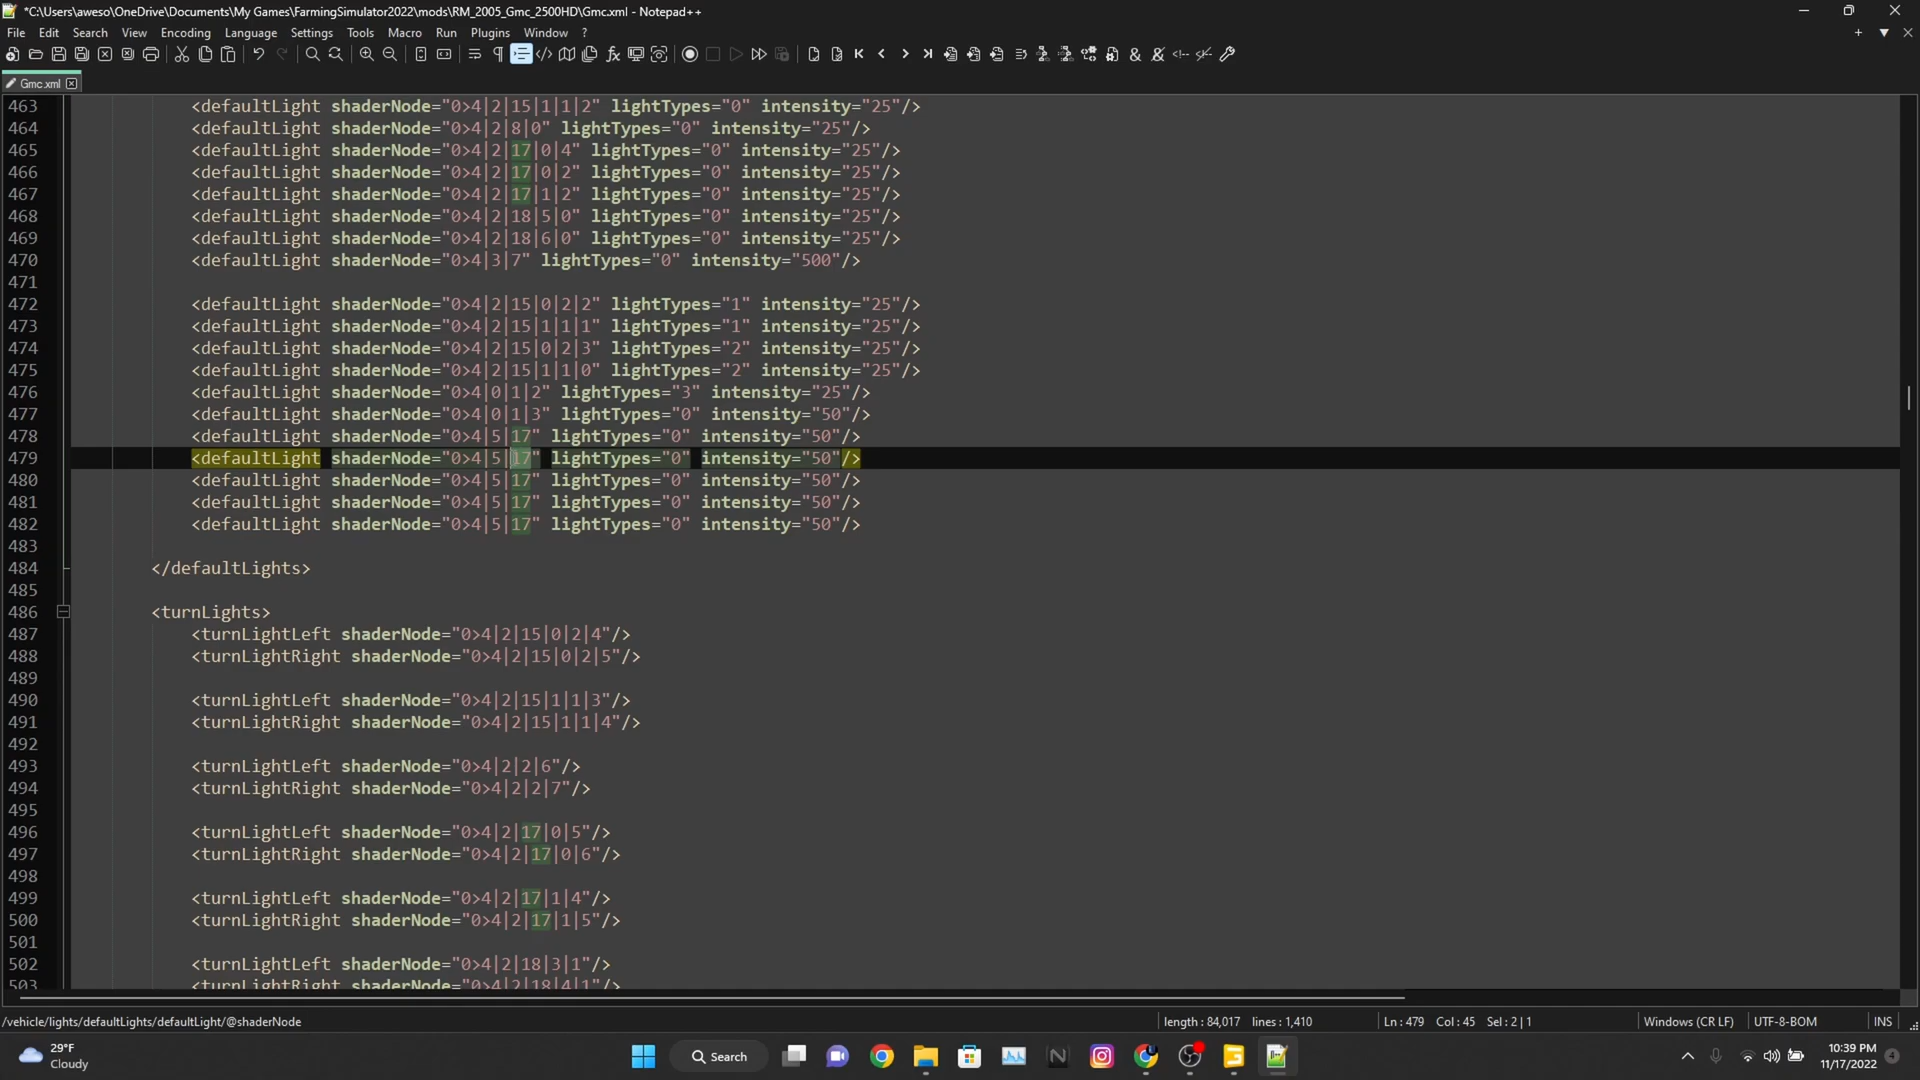 *C:\Users\aweso\OneDrive\Documents\My Games\FarmingSimulator2022\mods\RM_2005_Gmc_2500HD\Gmc.xml - Notepad++
File Edit Search View Encoding Language Settings Tools Macro Run Plugins Window ?
Gmc.xml
463 <defaultLight shaderNode="0>4|2|15|1|1|2" lightTypes="0" intensity="25"/>
464 <defaultLight shaderNode="0>4|2|8|0" lightTypes="0" intensity="25"/>
465 <defaultLight shaderNode="0>4|2|17|0|4" lightTypes="0" intensity="25"/>
466 <defaultLight shaderNode="0>4|2|17|0|2" lightTypes="0" intensity="25"/>
467 <defaultLight shaderNode="0>4|2|17|1|2" lightTypes="0" intensity="25"/>
468 <defaultLight shaderNode="0>4|2|18|5|0" lightTypes="0" intensity="25"/>
469 <defaultLight shaderNode="0>4|2|18|6|0" lightTypes="0" intensity="25"/>
470 <defaultLight shaderNode="0>4|3|7" lightTypes="0" intensity="500"/>
471
472 <defaultLight shaderNode="0>4|2|15|0|2|2" lightTypes="1" intensity="25"/>
473 <defaultLight shaderNode="0>4|2|15|1|1|1" lightTypes="1" intensity="25"/>
474 <defaultLight shaderNode="0>4|2|15|0|2|3" lightTypes="2" intensity="25"/>
475 <defaultLight shaderNode="0>4|2|15|1|1|0" lightTypes="2" intensity="25"/>
476 <defaultLight shaderNode="0>4|0|1|2" lightTypes="3" intensity="25"/>
477 <defaultLight shaderNode="0>4|0|1|3" lightTypes="0" intensity="50"/>
478 <defaultLight shaderNode="0>4|5|17" lightTypes="0" intensity="50"/>
479 <defaultLight shaderNode="0>4|5|17" lightTypes="0" intensity="50"/>
480 <defaultLight shaderNode="0>4|5|17" lightTypes="0" intensity="50"/>
481 <defaultLight shaderNode="0>4|5|17" lightTypes="0" intensity="50"/>
482 <defaultLight shaderNode="0>4|5|17" lightTypes="0" intensity="50"/>
483
484 </defaultLights>
485
486 <turnLights>
487 <turnLightLeft shaderNode="0>4|2|15|0|2|4"/>
488 <turnLightRight shaderNode="0>4|2|15|0|2|5"/>
489
490 <turnLightLeft shaderNode="0>4|2|15|1|1|3"/>
491 <turnLightRight shaderNode="0>4|2|15|1|1|4"/>
492
493 <turnLightLeft shaderNode="0>4|2|2|6"/>
494 <turnLightRight shaderNode="0>4|2|2|7"/>
495
496 <turnLightLeft shaderNode="0>4|2|17|0|5"/>
497 <turnLightRight shaderNode="0>4|2|17|0|6"/>
498
499 <turnLightLeft shaderNode="0>4|2|17|1|4"/>
500 <turnLightRight shaderNode="0>4|2|17|1|5"/>
501
502 <turnLightLeft shaderNode="0>4|2|18|3|1"/>
503 <turnLightRight shaderNode="0>4|2|18|4|1"/>
/vehicle/lights/defaultLights/defaultLight/@shaderNode length : 84,017 lines : 1,410 Ln : 479 Col : 45 Sel : 2 | 1 Windows (CR LF) UTF-8-BOM INS
29°F
Cloudy
Search
10:39 PM
11/17/2022
4